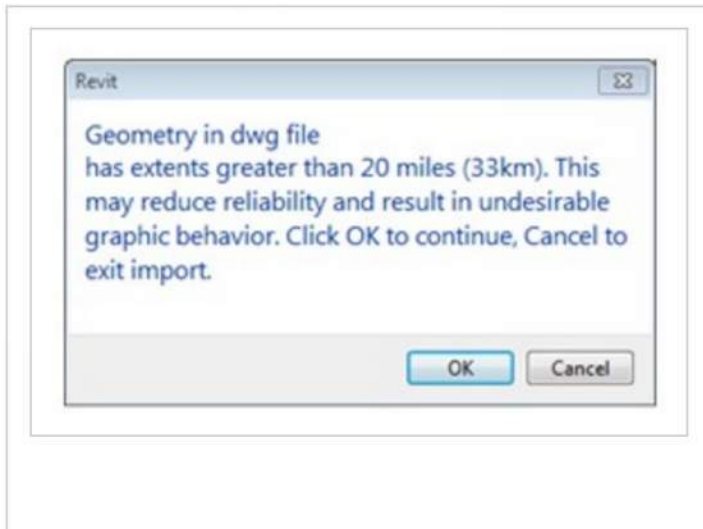 Revit
Geometry in dwg file
has extents greater than 20 miles (33km). This
may reduce reliability and result in undesirable
graphic behavior. Click OK to continue, Cancel to
exit import.
OK Cancel